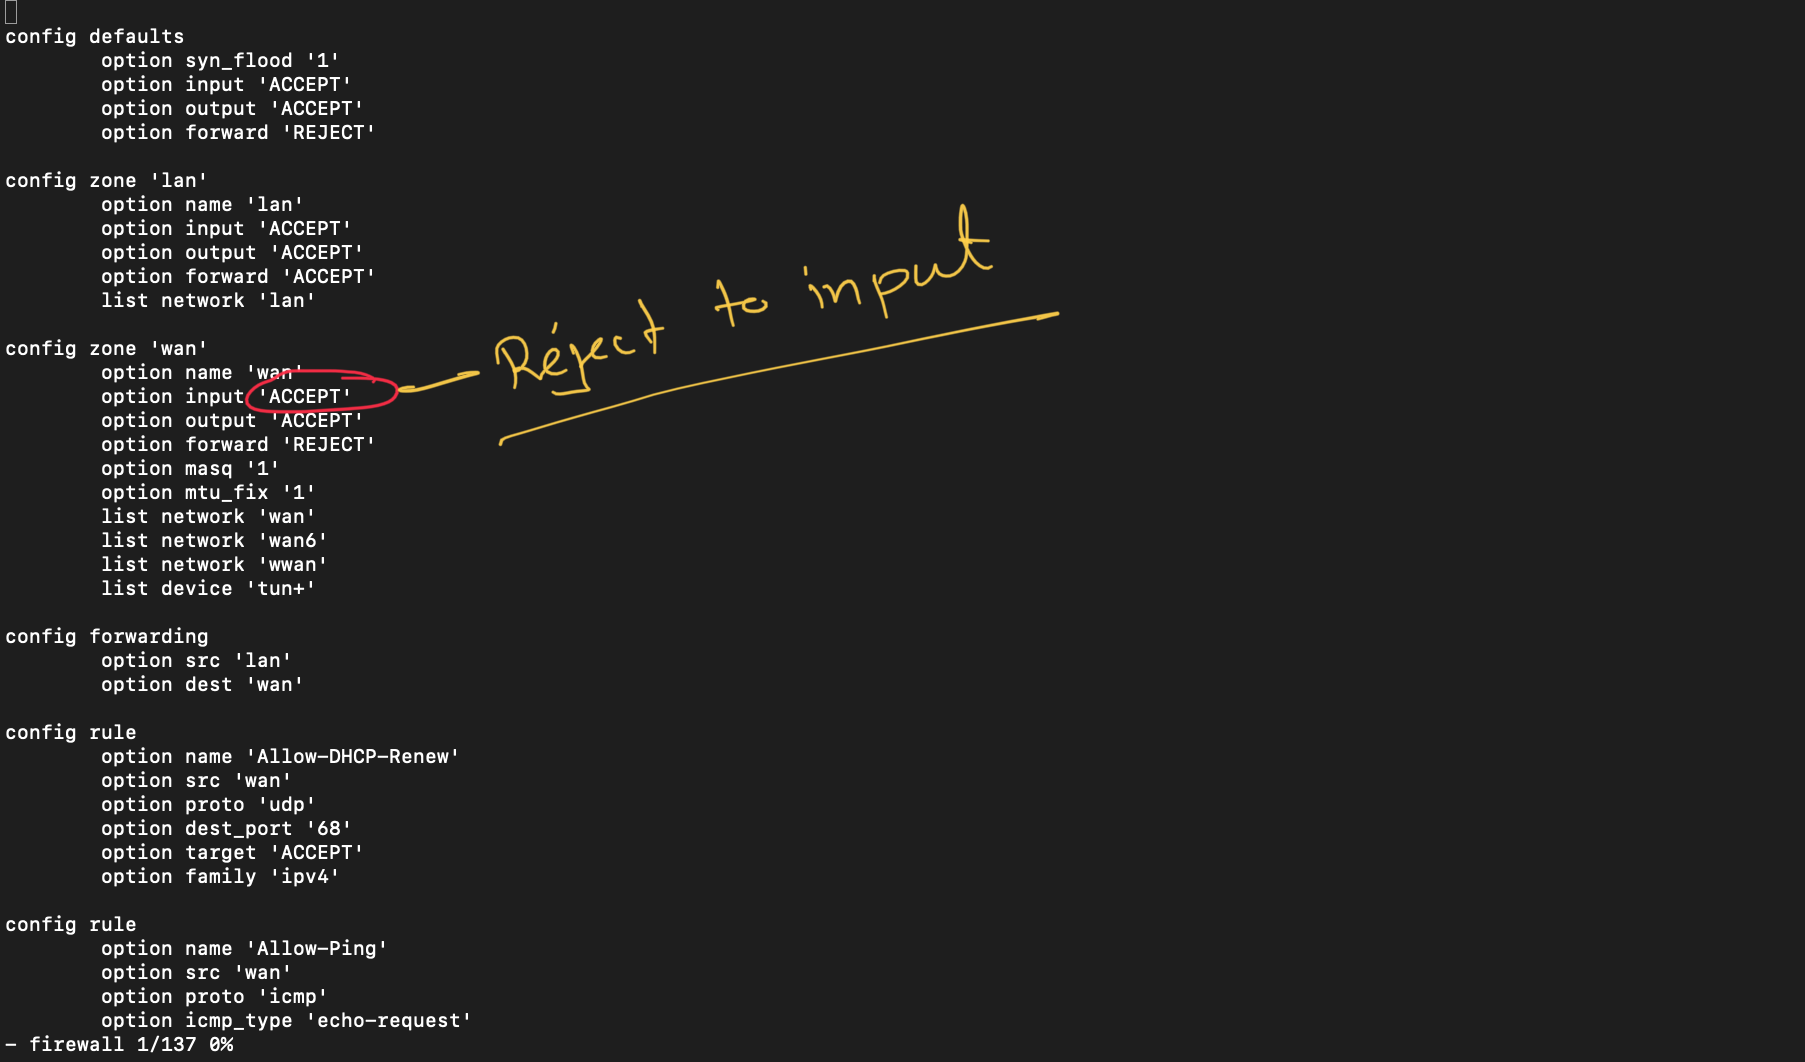 config defaults
option syn_flood '1'
option input 'ACCEPT'
option output 'ACCEPT'
option forward 'REJECT'
config zone 'lan'
option name 'lan'
option input 'ACCEPT'
option output 'ACCEPT'
option forward 'ACCEPT'
list network 'lan'
config zone 'wan'
option name 'wan'
option input 'ACCEPT'
Reject to input
option output 'ACCEPT'
option forward 'REJECT'
option masq '1'
option mtu_fix '1'
list network 'wan'
list network 'wan6'
list network 'wwan'
list device 'tun+'
config forwarding
option src 'lan'
option dest 'wan'
config rule
option name 'Allow-DHCP-Renew'
option src 'wan'
option proto 'udp'
option dest_port '68'
option target 'ACCEPT'
option family 'ipv4'
config rule
option name 'Allow-Ping'
option src 'wan'
option proto 'icmp'
option icmp_type 'echo-request'
- firewall 1/137 0%